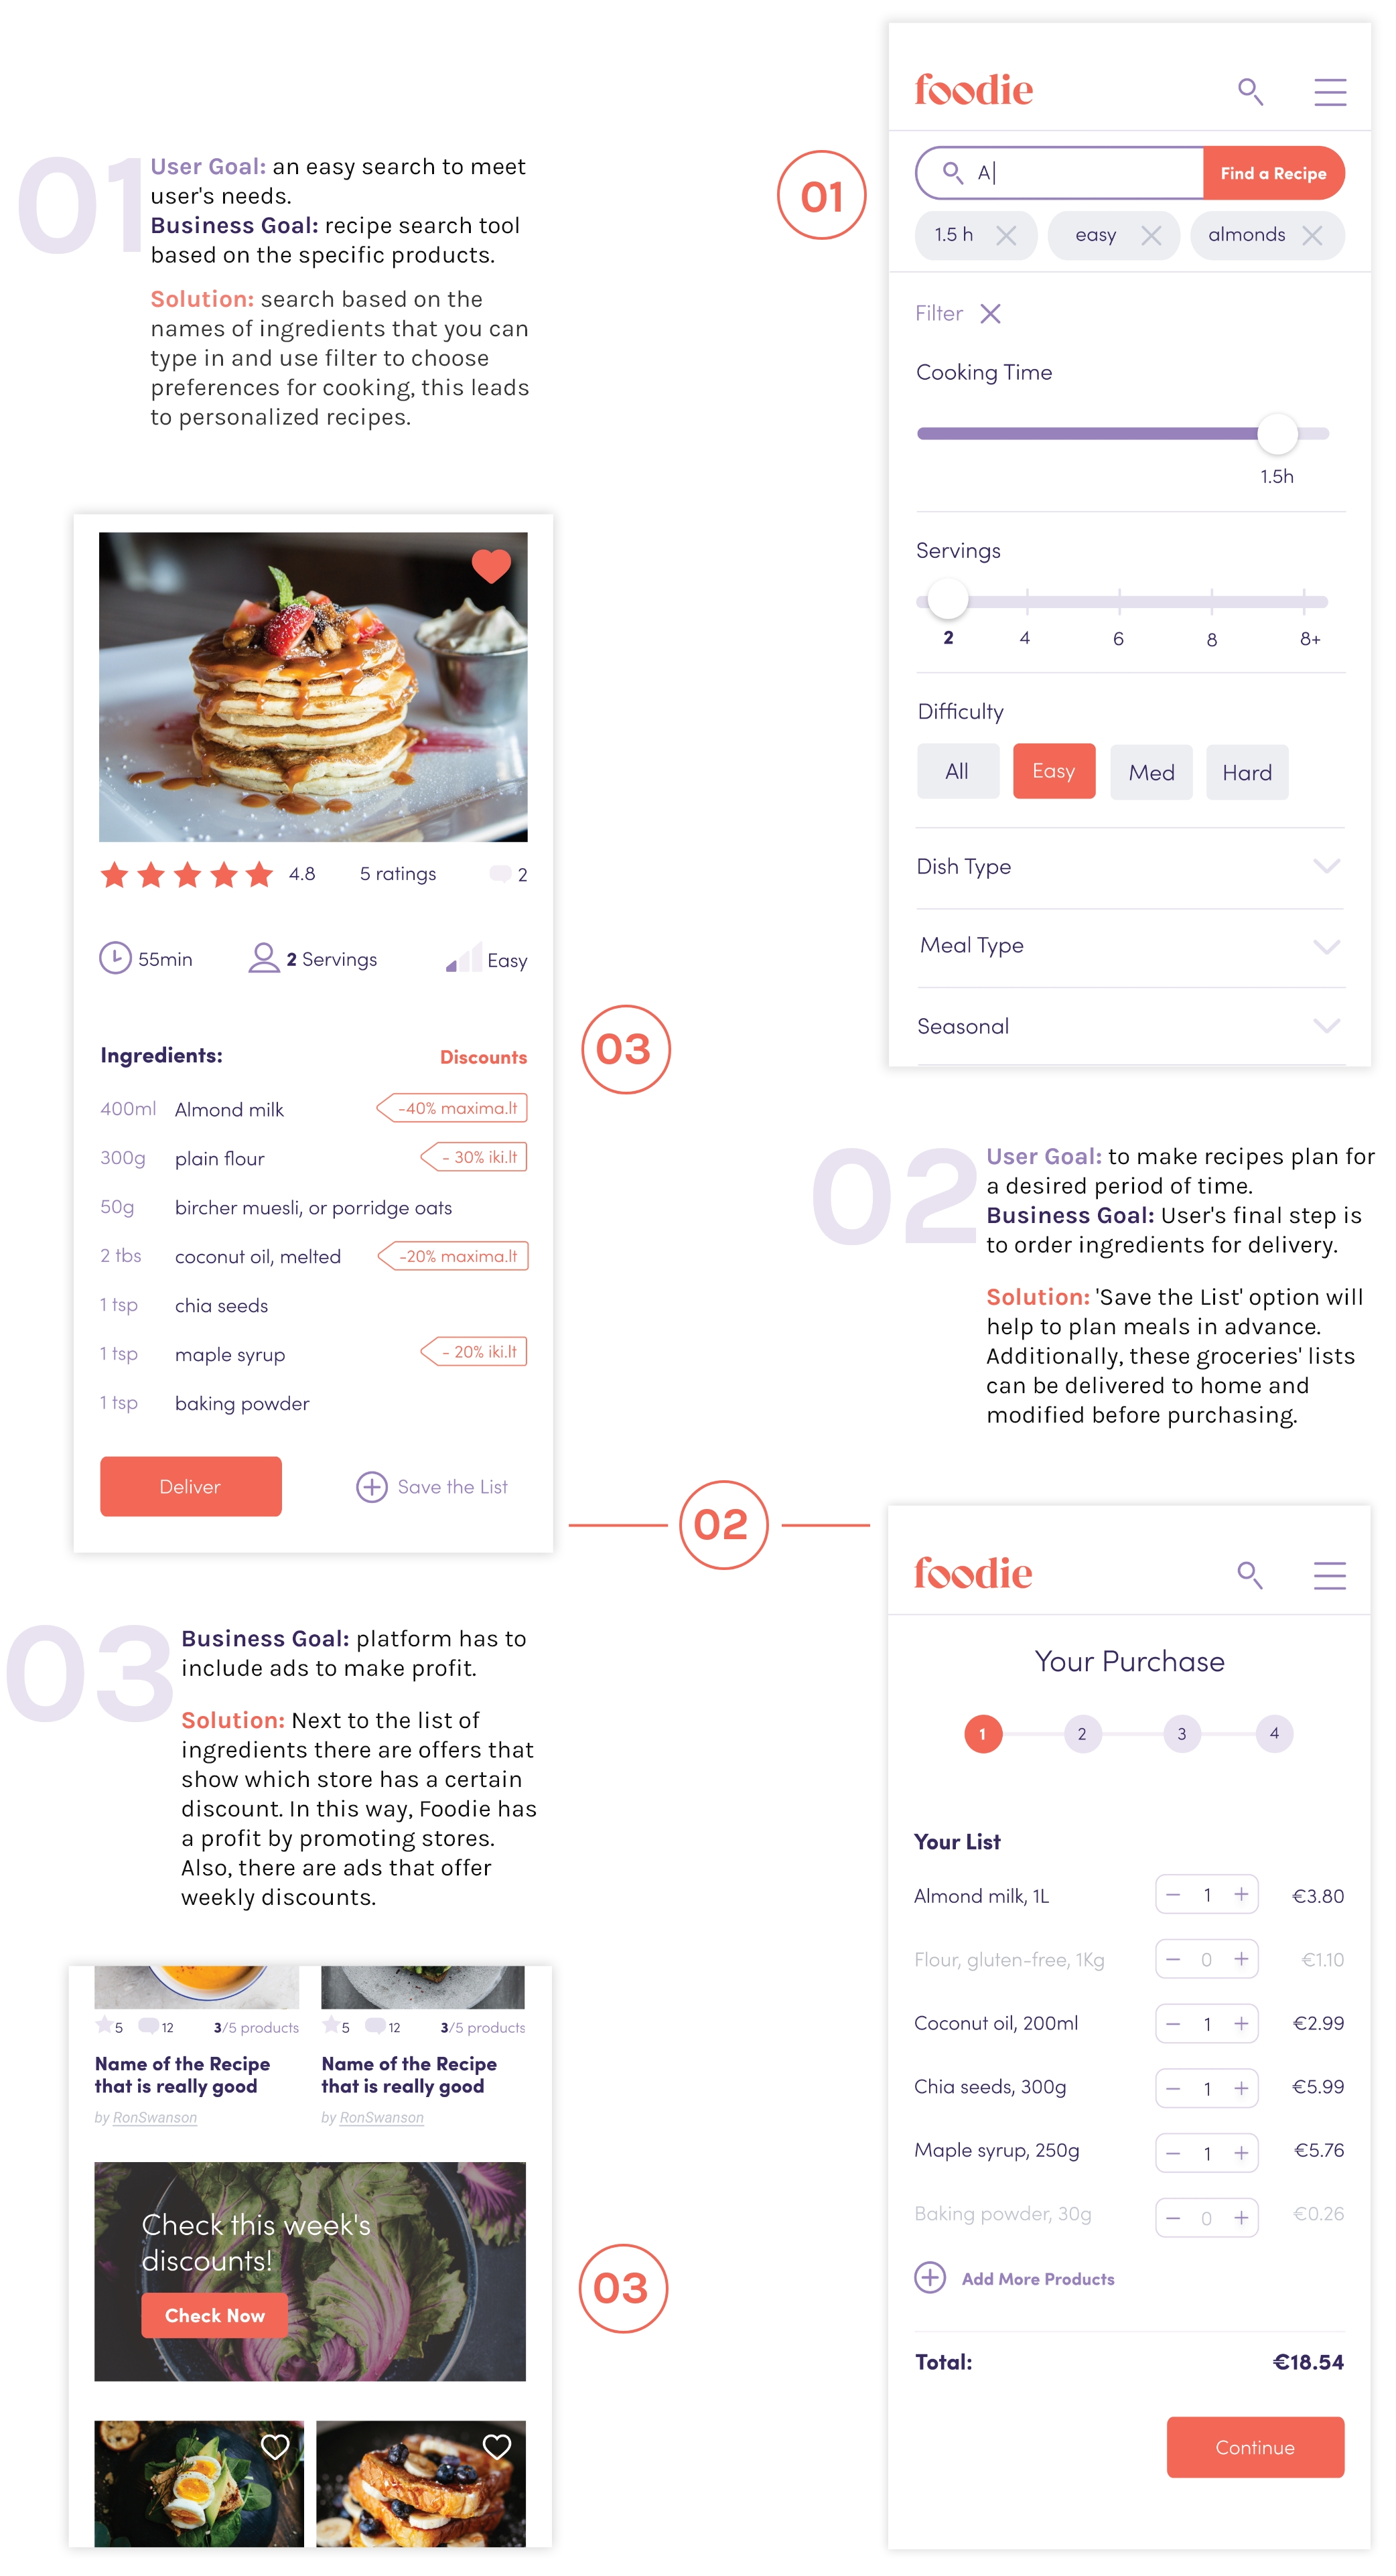 01
User Goal: an easy search to meet
user's needs.
Business Goal: recipe search tool
based on the specific products.
Solution: search based on the
names of ingredients that you can
type in and use filter to choose
preferences for cooking, this leads
to personalized recipes.
01
foodie
A
Find a Recipe
1.5 h
easy
almonds
Filter
Cooking Time
1.5h
Servings
2 4 6 8 8+
Difficulty
All Easy Med Hard
Dish Type
Meal Type
Seasonal
4.8 5 ratings 2
55min 2 Servings Easy
Ingredients: Discounts
400ml Almond milk -40% maxima.lt
300g plain flour - 30% iki.lt
50g bircher muesli, or porridge oats
2 tbs coconut oil, melted -20% maxima.lt
1 tsp chia seeds
1 tsp maple syrup - 20% iki.lt
1 tsp baking powder
Deliver Save the List
03
02
User Goal: to make recipes plan for
a desired period of time.
Business Goal: User's final step is
to order ingredients for delivery.
Solution: 'Save the List' option will
help to plan meals in advance.
Additionally, these groceries' lists
can be delivered to home and
modified before purchasing.
02
foodie
Your Purchase
1 2 3 4
Your List
Almond milk, 1L 1 €3.80
Flour, gluten-free, 1Kg 0 €1.10
Coconut oil, 200ml 1 €2.99
Chia seeds, 300g 1 €5.99
Maple syrup, 250g 1 €5.76
Baking powder, 30g 0 €0.26
Add More Products
Total: €18.54
Continue
03
Business Goal: platform has to
include ads to make profit.
Solution: Next to the list of
ingredients there are offers that
show which store has a certain
discount. In this way, Foodie has
a profit by promoting stores.
Also, there are ads that offer
weekly discounts.
5 12 3/5 products
Name of the Recipe
that is really good
by RonSwanson
5 12 3/5 products
Name of the Recipe
that is really good
by RonSwanson
Check this week's
discounts!
Check Now
03